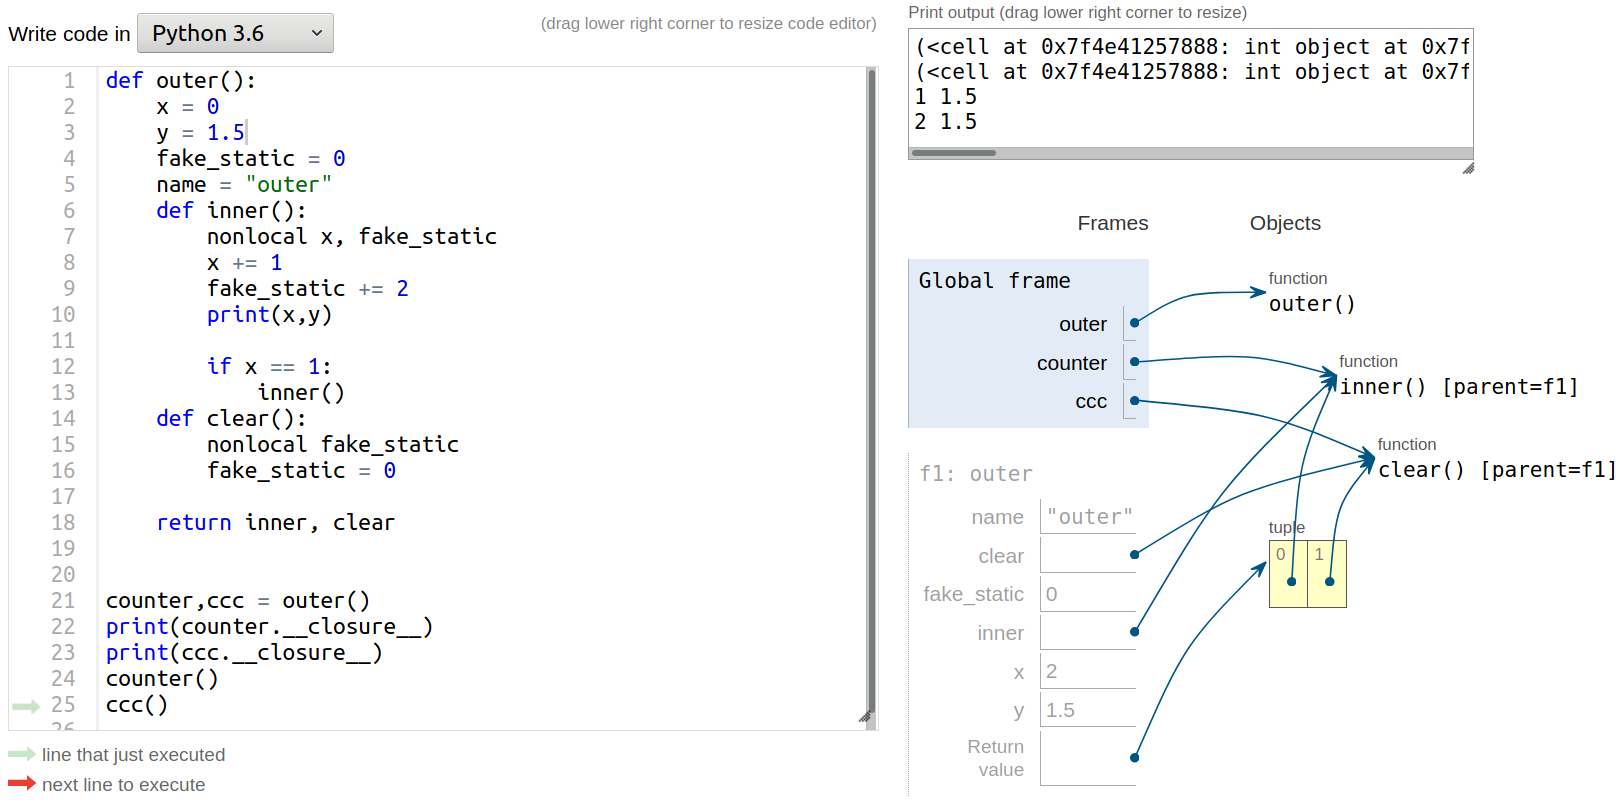 Write code in Python 3.6
(drag lower right corner to resize code editor)
1 def outer():
2     x = 0
3     y = 1.5
4     fake_static = 0
5     name = "outer"
6     def inner():
7         nonlocal x, fake_static
8         x += 1
9         fake_static += 2
10         print(x,y)
11
12         if x == 1:
13             inner()
14     def clear():
15         nonlocal fake_static
16         fake_static = 0
17
18     return inner, clear
19
20
21 counter,ccc = outer()
22 print(counter.__closure__)
23 print(ccc.__closure__)
24 counter()
25 ccc()
26
line that just executed
next line to execute
Print output (drag lower right corner to resize)
(<cell at 0x7f4e41257888: int object at 0x7f
(<cell at 0x7f4e41257888: int object at 0x7f
1 1.5
2 1.5
Frames Objects
Global frame
outer
counter
ccc
function
outer()
function
inner() [parent=f1]
function
clear() [parent=f1]
tuple
0 1
f1: outer
name "outer"
clear
fake_static 0
inner
x 2
y 1.5
Return
value